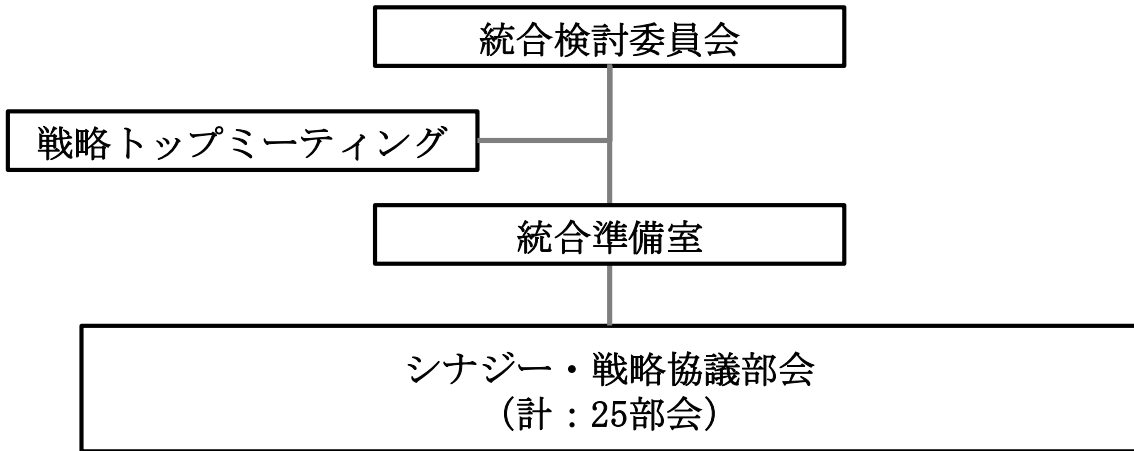 統合検討委員会
戦略トップミーティング
統合準備室
シナジー・戦略協議部会
(計：25部会)